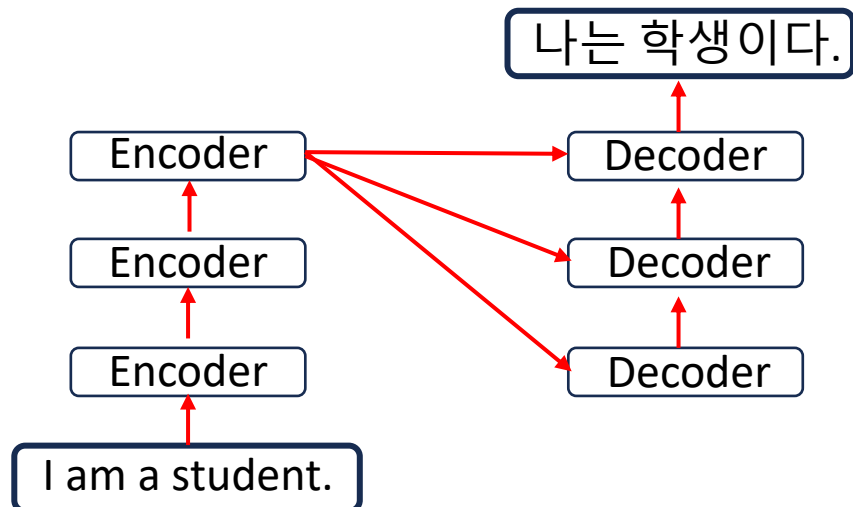 나는 학생이다.
Encoder
Decoder
Encoder
Decoder
Encoder
Decoder
I am a student.